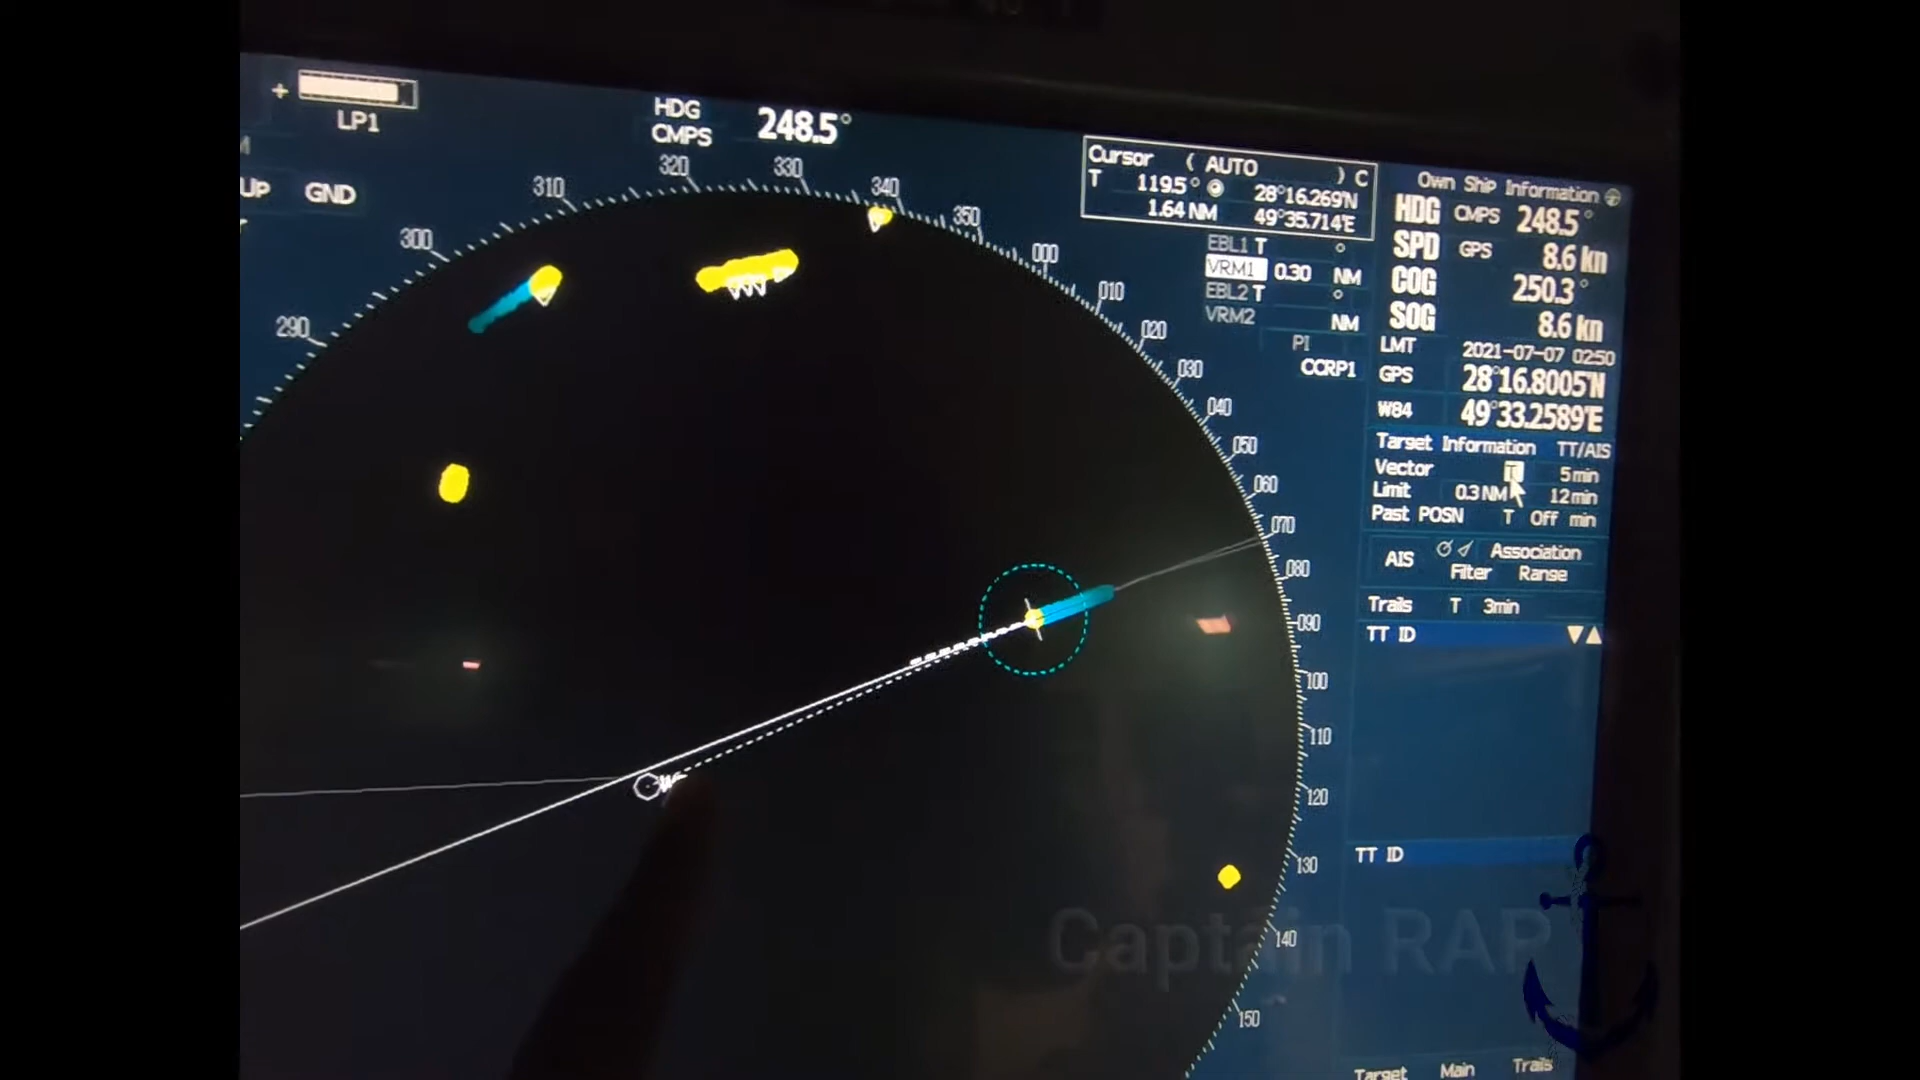 +
LP1
HDG 248.5°
CMPS
UP GND
290
300
310
320
330
340
350
000
010
020
030
040
050
060
070
080
090
100
110
120
130
140
150
Cursor ( AUTO ) C
T 119.5° 28°16.269'N
1.64 NM 49°35.714'E
EBL1 T °
VRM1 0.30 NM
EBL2 T °
VRM2 NM
PI
CCRP1
Own Ship Information
HDG CMPS 248.5°
SPD GPS 8.6 kn
COG 250.3°
SOG 8.6 kn
LMT 2021-07-07 02:50
GPS 28°16.8005'N
W84 49°33.2589'E
Target Information TT/AIS
Vector T 5min
Limit 0.3 NM 12min
Past POSN T Off min
AIS Association
Filter Range
Trails T 3min
TT ID ▼▲
TT ID
Captain RAP
Target Main Trails